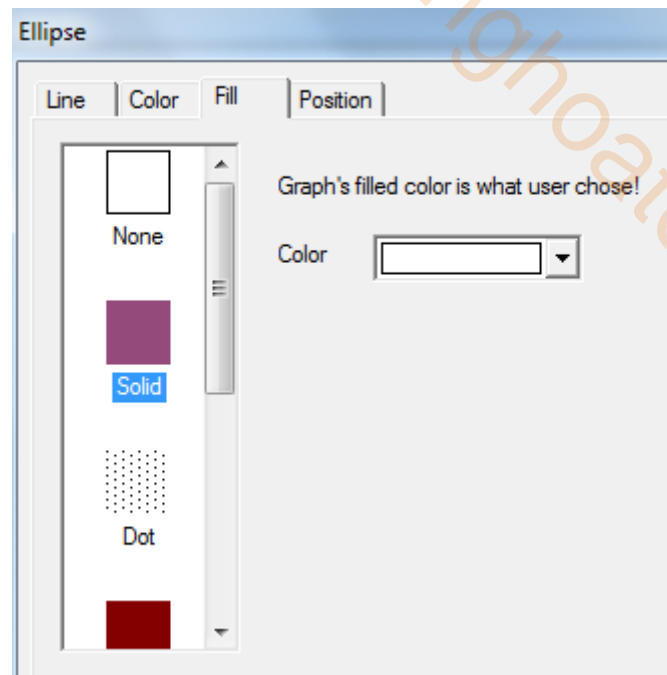 Ellipse
Line Color Fill Position
None
Graph's filled color is what user chose!
Color
Solid
Dot